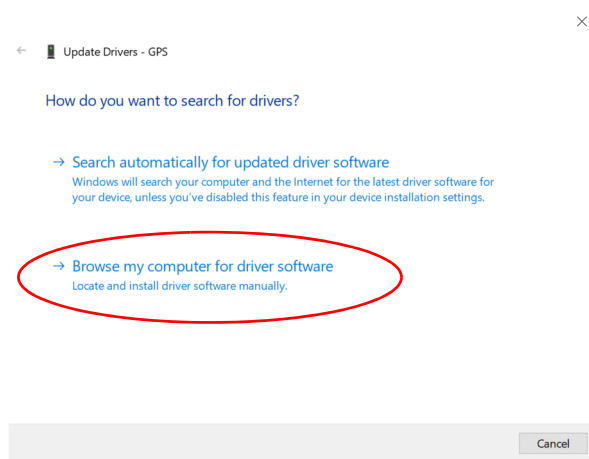 Update Drivers - GPS
How do you want to search for drivers?
→ Search automatically for updated driver software
Windows will search your computer and the Internet for the latest driver software for
your device, unless you've disabled this feature in your device installation settings.
→ Browse my computer for driver software
Locate and install driver software manually.
Cancel